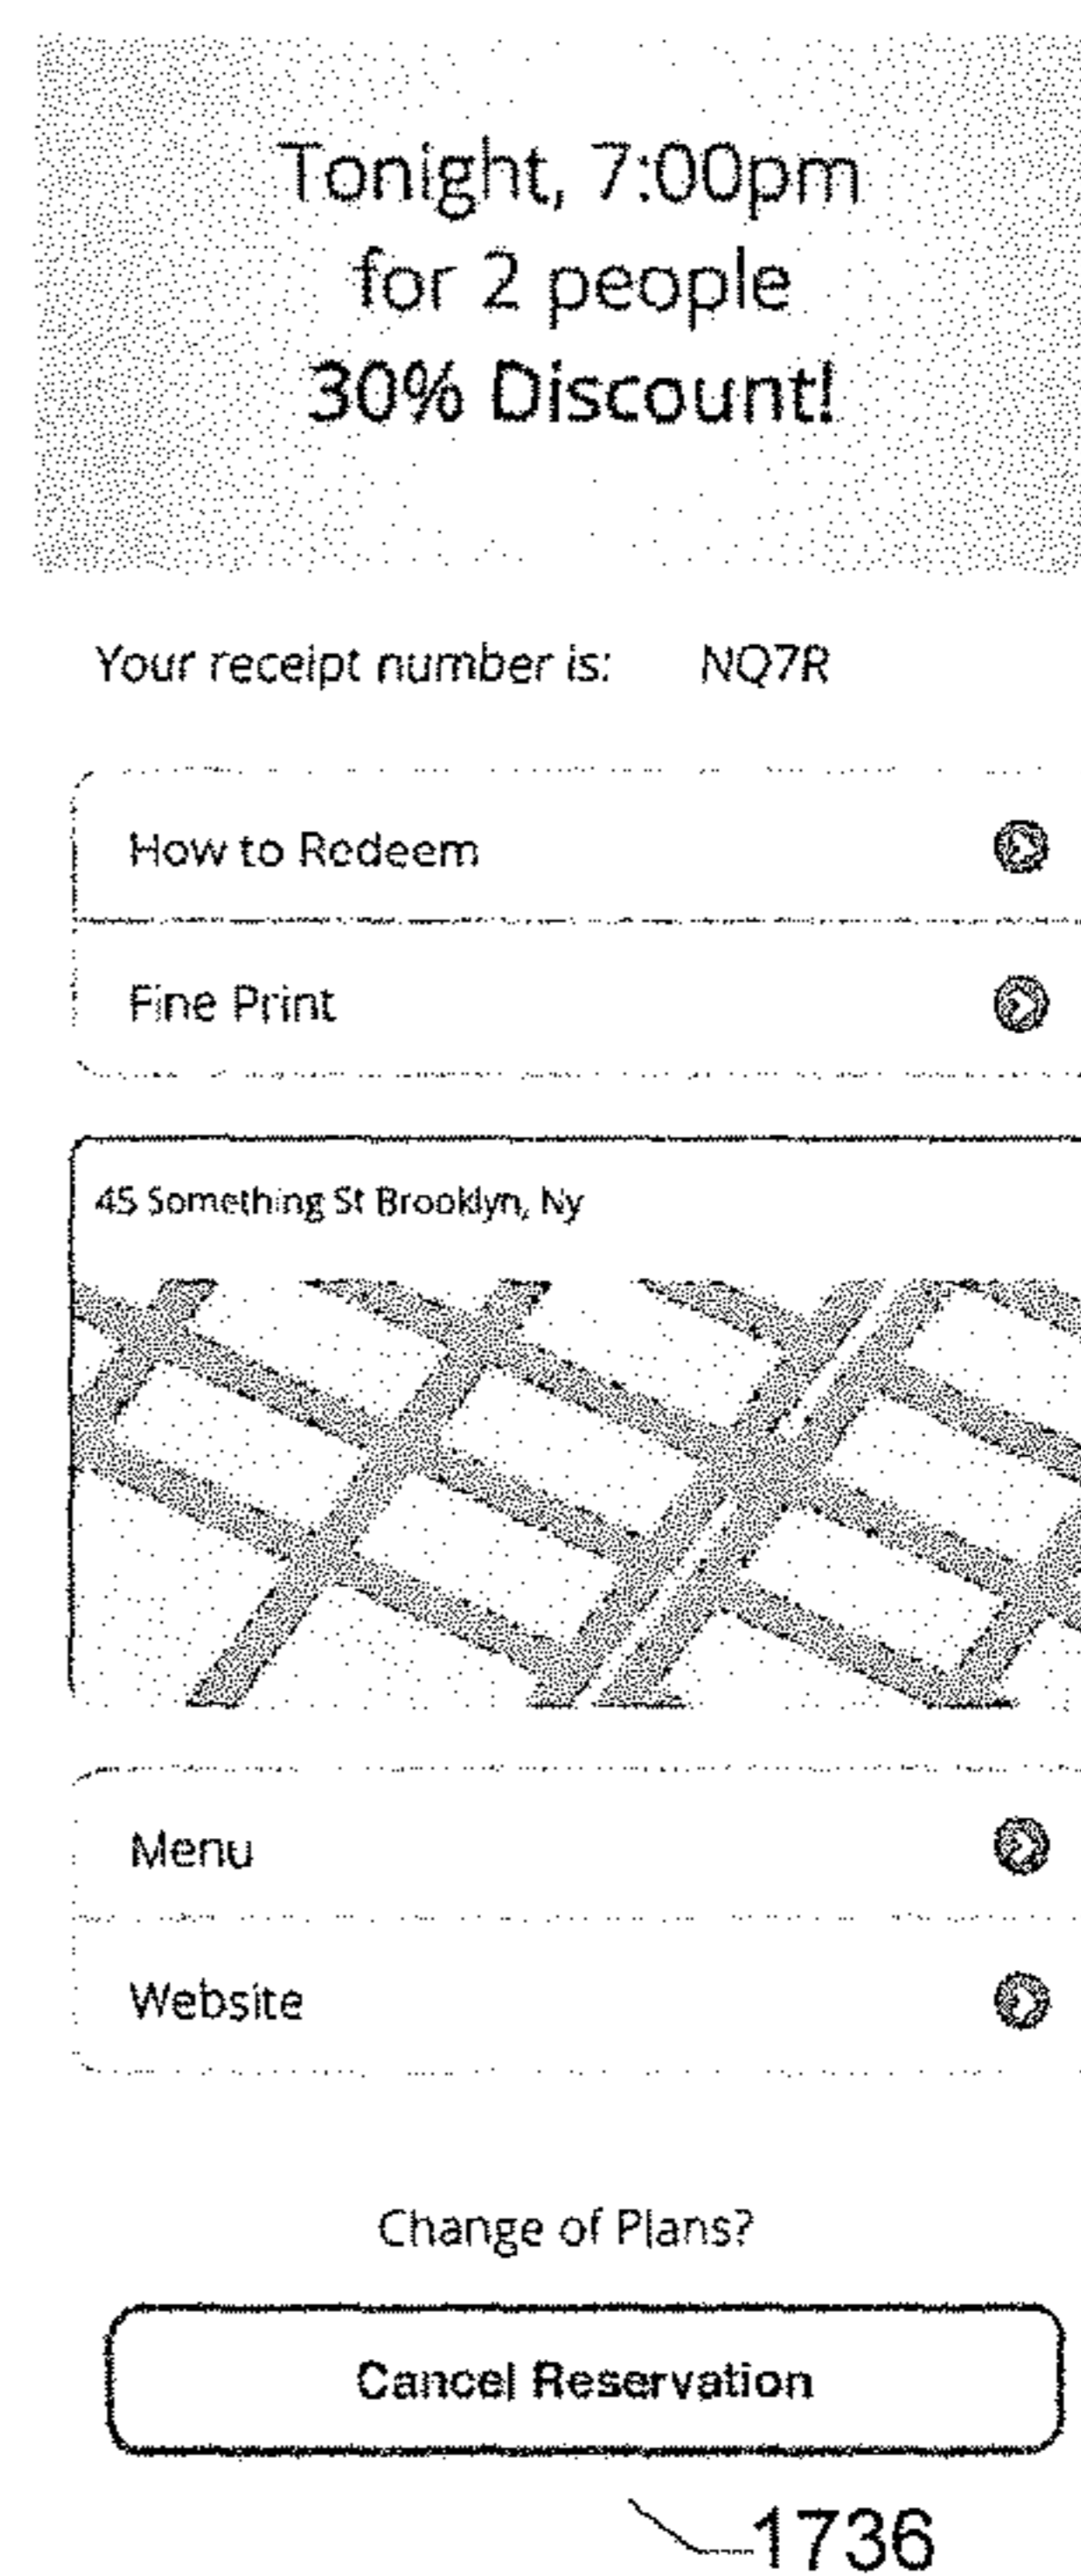 Tonight, 7:00pm
for 2 people
30% Discount!
Your receipt number is: NQ7R
How to Redeem
Fine Print
45 Something St Brooklyn, Ny
Menu
Website
Change of Plans?
Cancel Reservation
1736